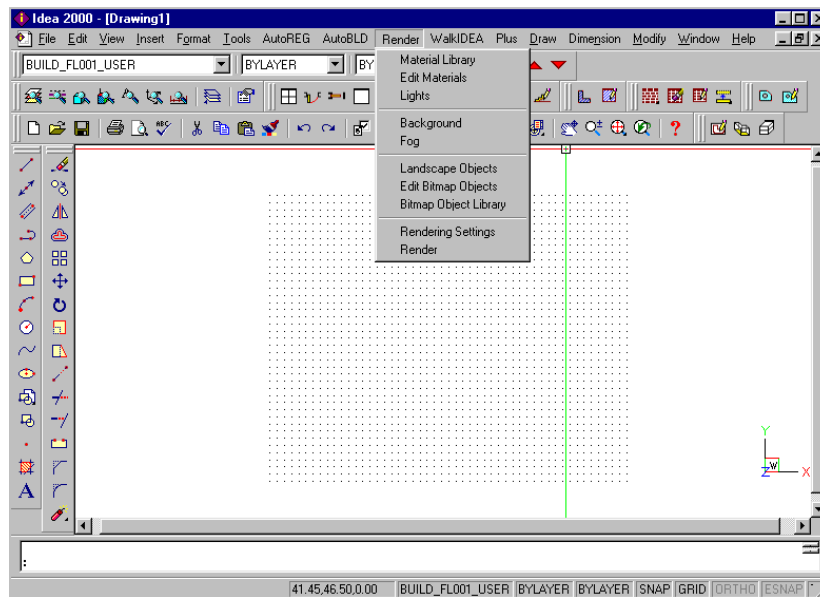 Idea 2000 - [Drawing1]
File Edit View Insert Format Tools AutoREG AutoBLD Render WalkIDEA Plus Draw Dimension Modify Window Help
BUILD_FL001_USER BYLAYER BY
Material Library
Edit Materials
Lights
Background
Fog
Landscape Objects
Edit Bitmap Objects
Bitmap Object Library
Rendering Settings
Render
ABC
?
A
Y
W
Z X
:
41.45,46.50,0.00 BUILD_FL001_USER BYLAYER BYLAYER SNAP GRID ORTHO ESNAP